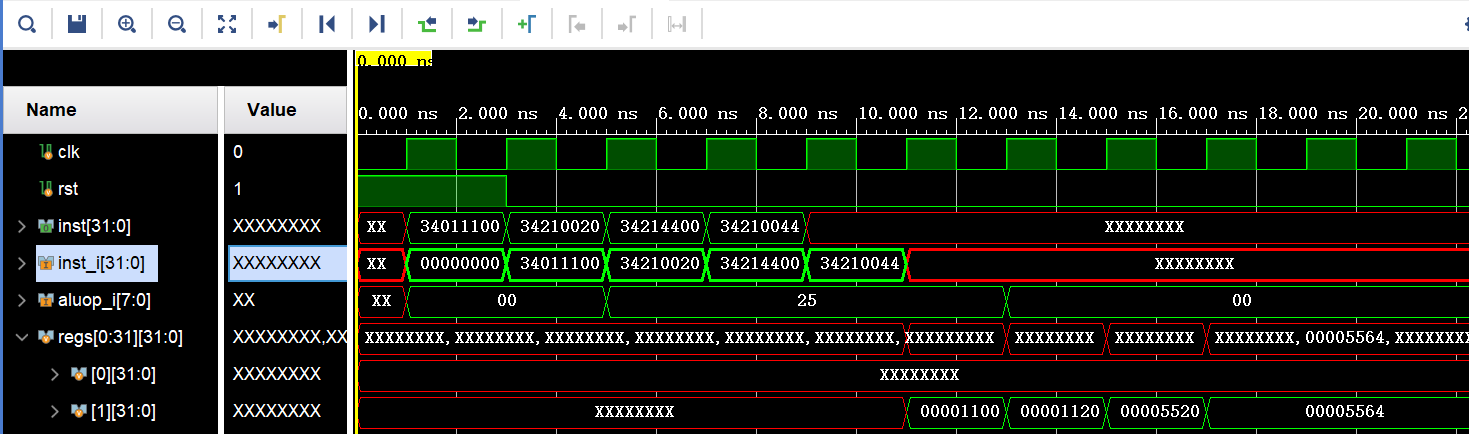 0.000 ns
Name Value 0.000 ns 2.000 ns 4.000 ns 6.000 ns 8.000 ns 10.000 ns 12.000 ns 14.000 ns 16.000 ns 18.000 ns 20.000 ns 2
clk 0
rst 1
inst[31:0] XXXXXXXX XX 34011100 34210020 34214400 34210044 XXXXXXXX
inst_i[31:0] XXXXXXXX XX 00000000 34011100 34210020 34214400 34210044 XXXXXXXX
aluop_i[7:0] XX XX 00 25 00
regs[0:31][31:0] XXXXXXXX,XX XXXXXXXX,XXXXXXXX,XXXXXXXX,XXXXXXXX,XXXXXXXX,XXXXXXXX,XXXXXXXXX XXXXXXXX XXXXXXXX XXXXXXXX,00005564,XXXXXXXX
[0][31:0] XXXXXXXX XXXXXXXX
[1][31:0] XXXXXXXX XXXXXXXX 00001100 00001120 00005520 00005564